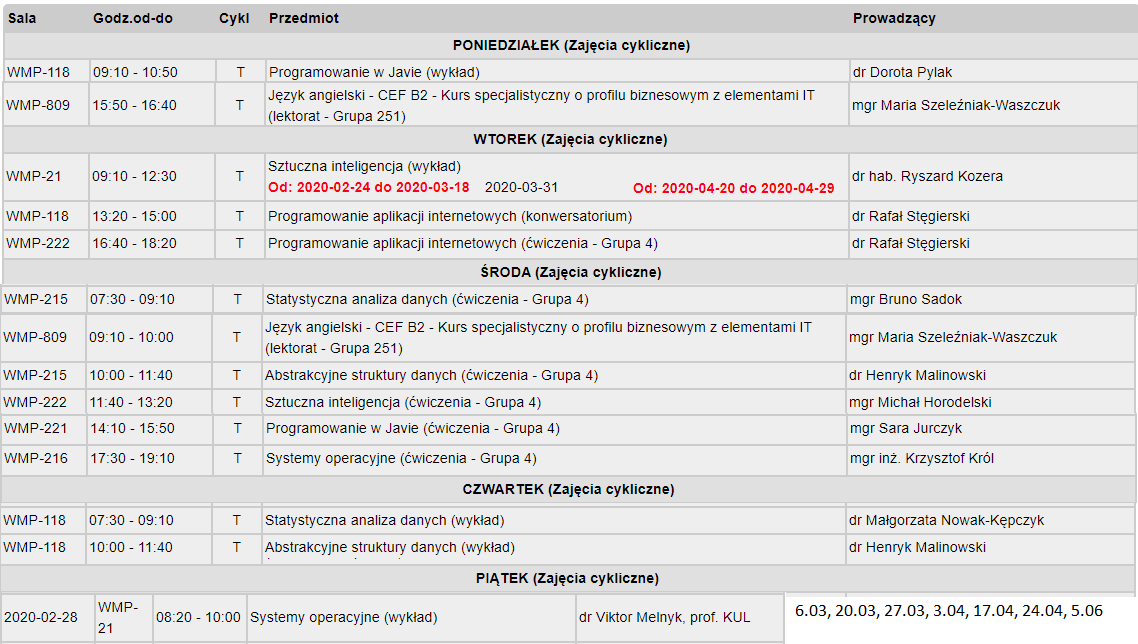 Sala Godz.od-do Cykl Przedmiot Prowadzący
PONIEDZIAŁEK (Zajęcia cykliczne)
WMP-118 09:10 - 10:50 T Programowanie w Javie (wykład) dr Dorota Pylak
WMP-809 15:50 - 16:40 T Język angielski - CEF B2 - Kurs specjalistyczny o profilu biznesowym z elementami IT
(lektorat - Grupa 251) mgr Maria Szeleźniak-Waszczuk
WTOREK (Zajęcia cykliczne)
WMP-21 09:10 - 12:30 T Sztuczna inteligencja (wykład)
Od: 2020-02-24 do 2020-03-18 2020-03-31 Od: 2020-04-20 do 2020-04-29 dr hab. Ryszard Kozera
WMP-118 13:20 - 15:00 T Programowanie aplikacji internetowych (konwersatorium) dr Rafał Stęgierski
WMP-222 16:40 - 18:20 T Programowanie aplikacji internetowych (ćwiczenia - Grupa 4) dr Rafał Stęgierski
ŚRODA (Zajęcia cykliczne)
WMP-215 07:30 - 09:10 T Statystyczna analiza danych (ćwiczenia - Grupa 4) mgr Bruno Sadok
WMP-809 09:10 - 10:00 T Język angielski - CEF B2 - Kurs specjalistyczny o profilu biznesowym z elementami IT
(lektorat - Grupa 251) mgr Maria Szeleźniak-Waszczuk
WMP-215 10:00 - 11:40 T Abstrakcyjne struktury danych (ćwiczenia - Grupa 4) dr Henryk Malinowski
WMP-222 11:40 - 13:20 T Sztuczna inteligencja (ćwiczenia - Grupa 4) mgr Michał Horodelski
WMP-221 14:10 - 15:50 T Programowanie w Javie (ćwiczenia - Grupa 4) mgr Sara Jurczyk
WMP-216 17:30 - 19:10 T Systemy operacyjne (ćwiczenia - Grupa 4) mgr inż. Krzysztof Król
CZWARTEK (Zajęcia cykliczne)
WMP-118 07:30 - 09:10 T Statystyczna analiza danych (wykład) dr Małgorzata Nowak-Kępczyk
WMP-118 10:00 - 11:40 T Abstrakcyjne struktury danych (wykład) dr Henryk Malinowski
PIĄTEK (Zajęcia cykliczne)
2020-02-28 WMP-
21 08:20 - 10:00 Systemy operacyjne (wykład) dr Viktor Melnyk, prof. KUL 6.03, 20.03, 27.03, 3.04, 17.04, 24.04, 5.06